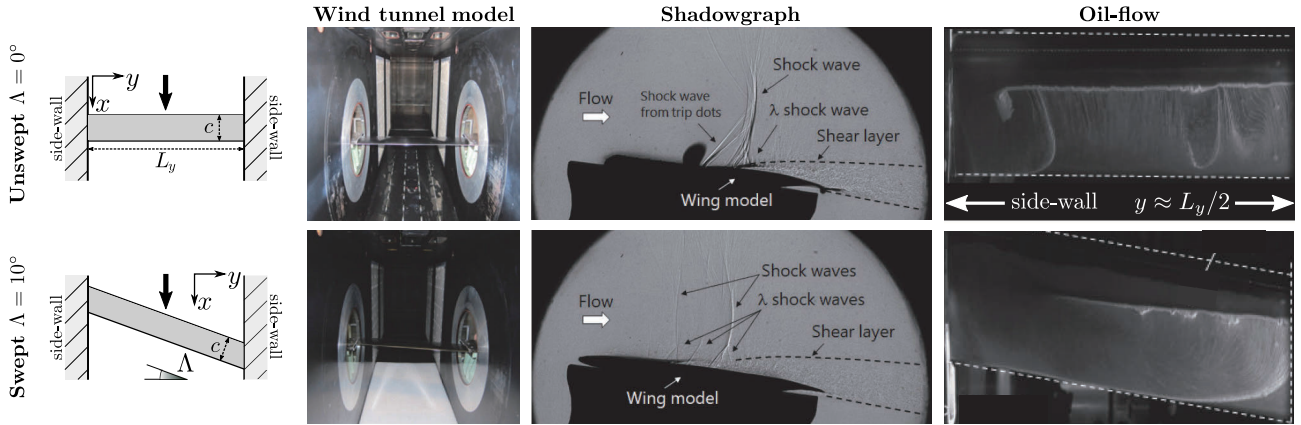 Wind tunnel model
Shadowgraph
Oil-flow
Unswept Λ = 0°
side-wall
y
x
c
L_y
side-wall
Flow
Shock wave
from trip dots
Shock wave
λ shock wave
Shear layer
Wing model
side-wall
y ≈ L_y/2
Swept Λ = 10°
side-wall
y
x
c
Λ
side-wall
Flow
Shock waves
λ shock waves
Shear layer
Wing model